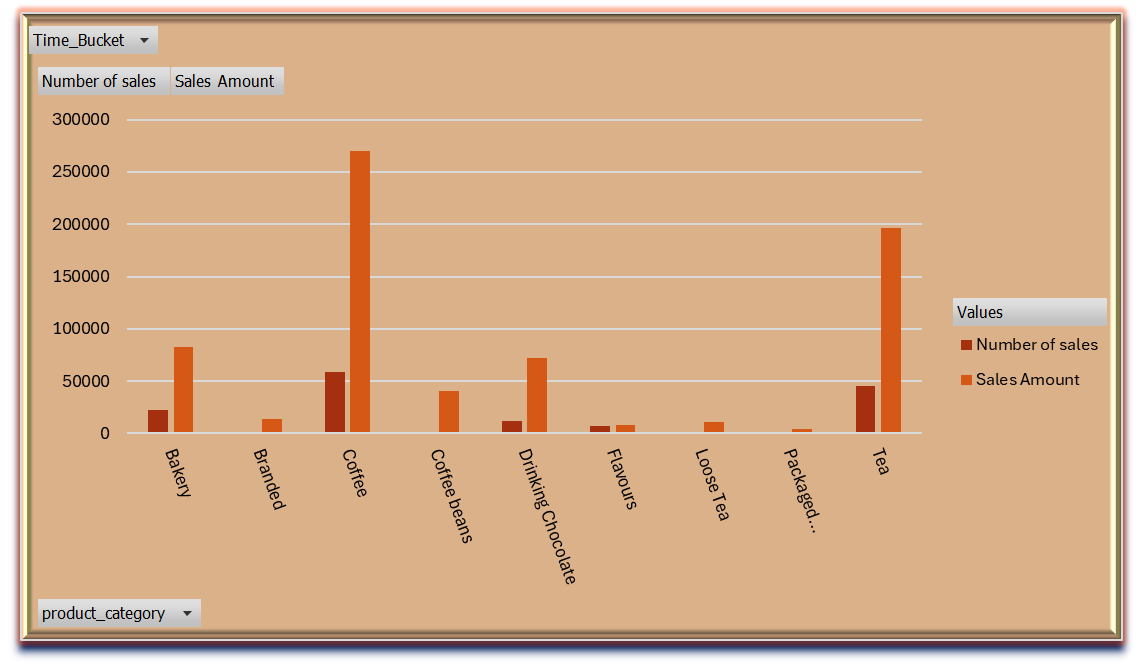 Time_Bucket
Number of sales Sales Amount
300000
250000
200000
150000
100000
50000
0
Bakery
Branded
Coffee
Coffee beans
Drinking Chocolate
Flavours
Loose Tea
Packaged...
Tea
Values
Number of sales
Sales Amount
product_category